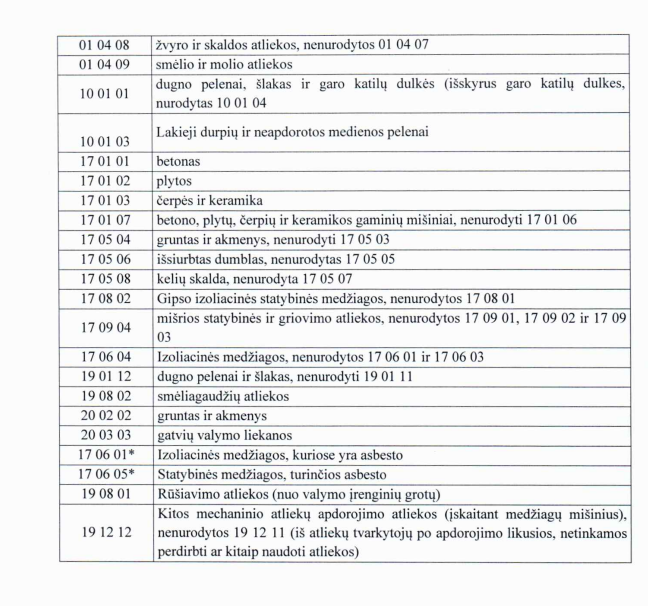 01 04 08 žvyro ir skaldos atliekos, nenurodytos 01 04 07
01 04 09 smėlio ir molio atliekos
10 01 01 dugno pelenai, šlakas ir garo katilų dulkės (išskyrus garo katilų dulkes,
nurodytas 10 01 04
10 01 03 Lakieji durpių ir neapdorotos medienos pelenai
17 01 01 betonas
17 01 02 plytos
17 01 03 čerpės ir keramika
17 01 07 betono, plytų, čerpių ir keramikos gaminių mišiniai, nenurodyti 17 01 06
17 05 04 gruntas ir akmenys, nenurodyti 17 05 03
17 05 06 išsiurbtas dumblas, nenurodytas 17 05 05
17 05 08 kelių skalda, nenurodyta 17 05 07
17 08 02 Gipso izoliacinės statybinės medžiagos, nenurodytos 17 08 01
17 09 04 mišrios statybinės ir griovimo atliekos, nenurodytos 17 09 01, 17 09 02 ir 17 09
03
17 06 04 Izoliacinės medžiagos, nenurodytos 17 06 01 ir 17 06 03
19 01 12 dugno pelenai ir šlakas, nenurodyti 19 01 11
19 08 02 smėliagaudžių atliekos
20 02 02 gruntas ir akmenys
20 03 03 gatvių valymo liekanos
17 06 01* Izoliacinės medžiagos, kuriose yra asbesto
17 06 05* Statybinės medžiagos, turinčios asbesto
19 08 01 Rūšiavimo atliekos (nuo valymo įrenginių grotų)
19 12 12 Kitos mechaninio atliekų apdorojimo atliekos (įskaitant medžiagų mišinius),
nenurodytos 19 12 11 (iš atliekų tvarkytojų po apdorojimo likusios, netinkamos
perdirbti ar kitaip naudoti atliekos)